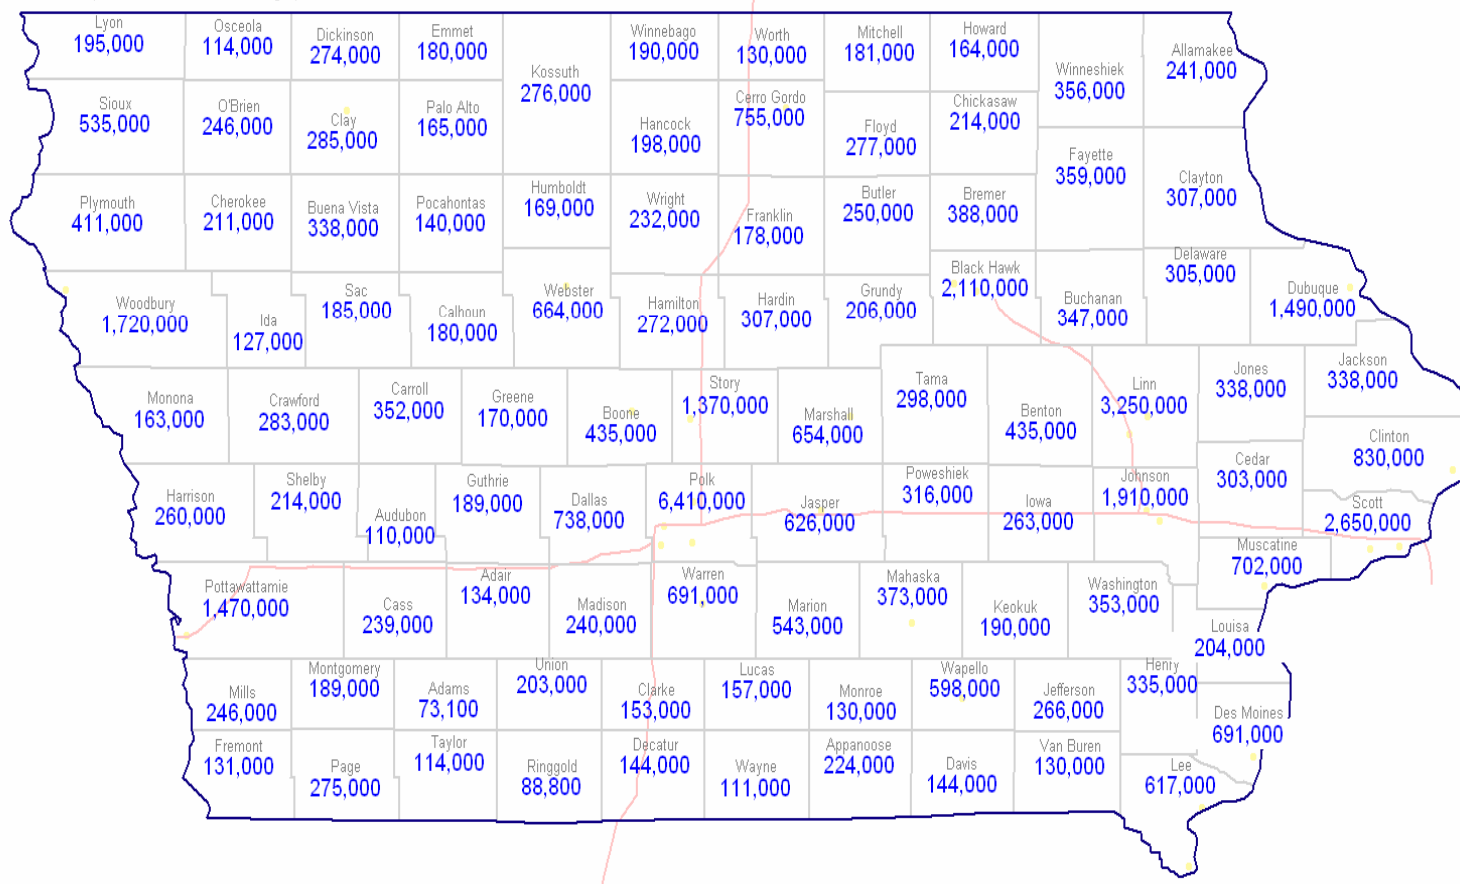 Lyon
195,000
Osceola
114,000
Dickinson
274,000
Emmet
180,000
Kossuth
276,000
Winnebago
190,000
Worth
130,000
Mitchell
181,000
Howard
164,000
Winneshiek
356,000
Allamakee
241,000
Sioux
535,000
O'Brien
246,000
Clay
285,000
Palo Alto
165,000
Hancock
198,000
Cerro Gordo
755,000
Floyd
277,000
Chickasaw
214,000
Fayette
359,000
Clayton
307,000
Plymouth
411,000
Cherokee
211,000
Buena Vista
338,000
Pocahontas
140,000
Humboldt
169,000
Wright
232,000
Franklin
178,000
Butler
250,000
Bremer
388,000
Woodbury
1,720,000
Ida
127,000
Sac
185,000
Calhoun
180,000
Webster
664,000
Hamilton
272,000
Hardin
307,000
Grundy
206,000
Black Hawk
2,110,000
Buchanan
347,000
Delaware
305,000
Dubuque
1,490,000
Monona
163,000
Crawford
283,000
Carroll
352,000
Greene
170,000
Boone
435,000
Story
1,370,000
Marshall
654,000
Tama
298,000
Benton
435,000
Linn
3,250,000
Jones
338,000
Jackson
338,000
Harrison
260,000
Shelby
214,000
Audubon
110,000
Guthrie
189,000
Dallas
738,000
Polk
6,410,000
Jasper
626,000
Poweshiek
316,000
Iowa
263,000
Johnson
1,910,000
Cedar
303,000
Clinton
830,000
Scott
2,650,000
Muscatine
702,000
Pottawattamie
1,470,000
Cass
239,000
Adair
134,000
Madison
240,000
Warren
691,000
Marion
543,000
Mahaska
373,000
Keokuk
190,000
Washington
353,000
Louisa
204,000
Mills
246,000
Montgomery
189,000
Adams
73,100
Union
203,000
Clarke
153,000
Lucas
157,000
Monroe
130,000
Wapello
598,000
Jefferson
266,000
Henry
335,000
Des Moines
691,000
Fremont
131,000
Page
275,000
Taylor
114,000
Ringgold
88,800
Decatur
144,000
Wayne
111,000
Appanoose
224,000
Davis
144,000
Van Buren
130,000
Lee
617,000